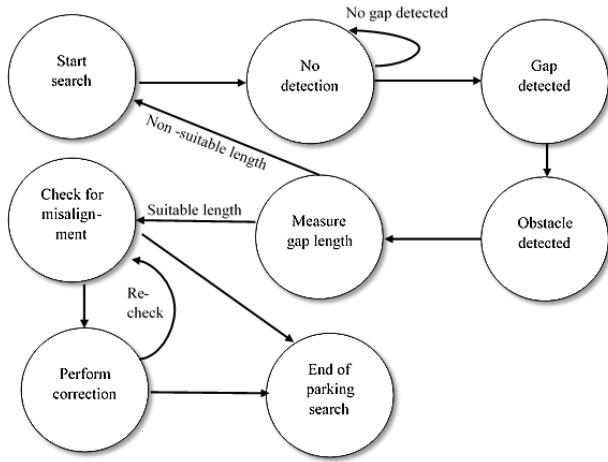 No gap detected
Start
search
No
detection
Gap
detected
Non -suitable length
Check for
misalign-
ment
Suitable length
Measure
gap length
Obstacle
detected
Re-
check
Perform
correction
End of
parking
search